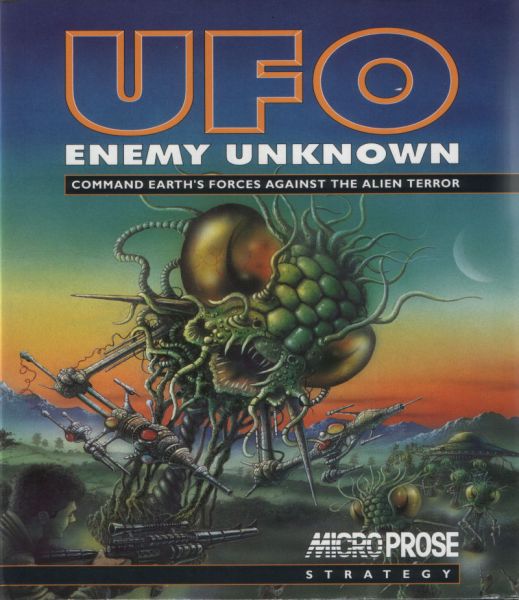 UFO
ENEMY UNKNOWN
COMMAND EARTH'S FORCES AGAINST THE ALIEN TERROR
MICROPROSE
STRATEGY